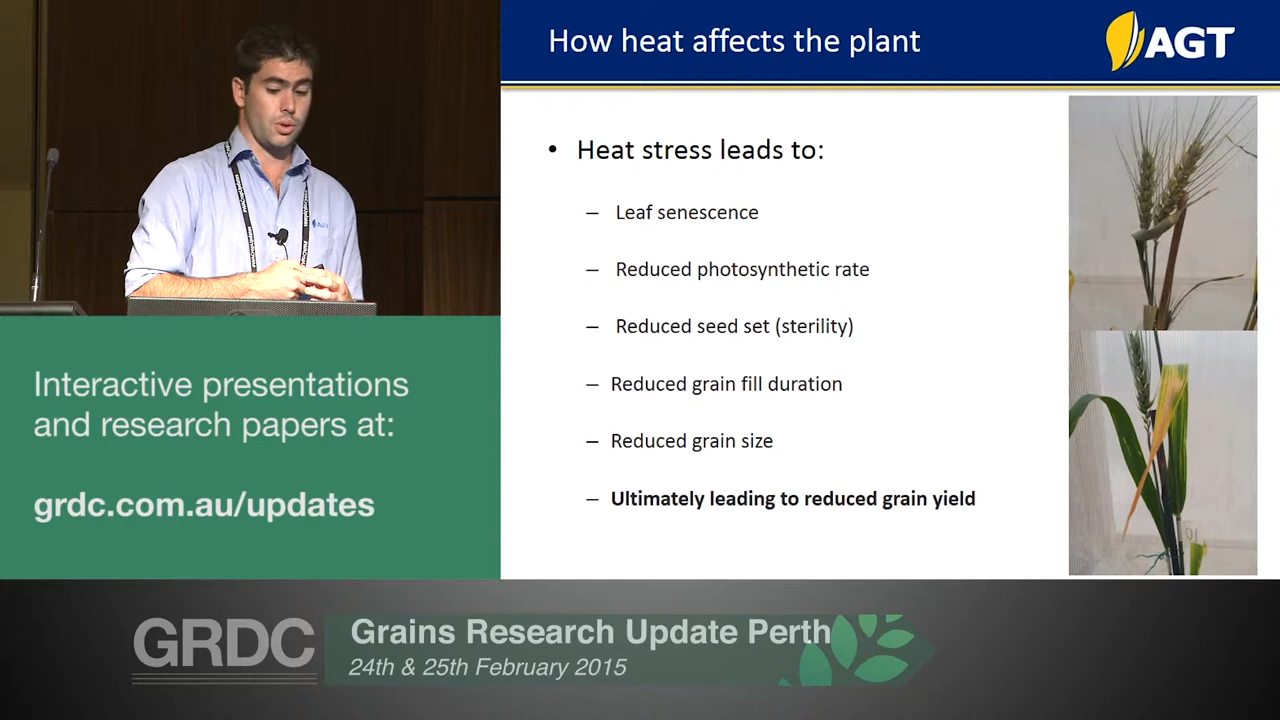 How heat affects the plant
AGT
• Heat stress leads to:
– Leaf senescence
– Reduced photosynthetic rate
– Reduced seed set (sterility)
– Reduced grain fill duration
– Reduced grain size
– Ultimately leading to reduced grain yield
AGT
Interactive presentations
and research papers at:
grdc.com.au/updates
GRDC
Grains Research Update Perth
24th & 25th February 2015